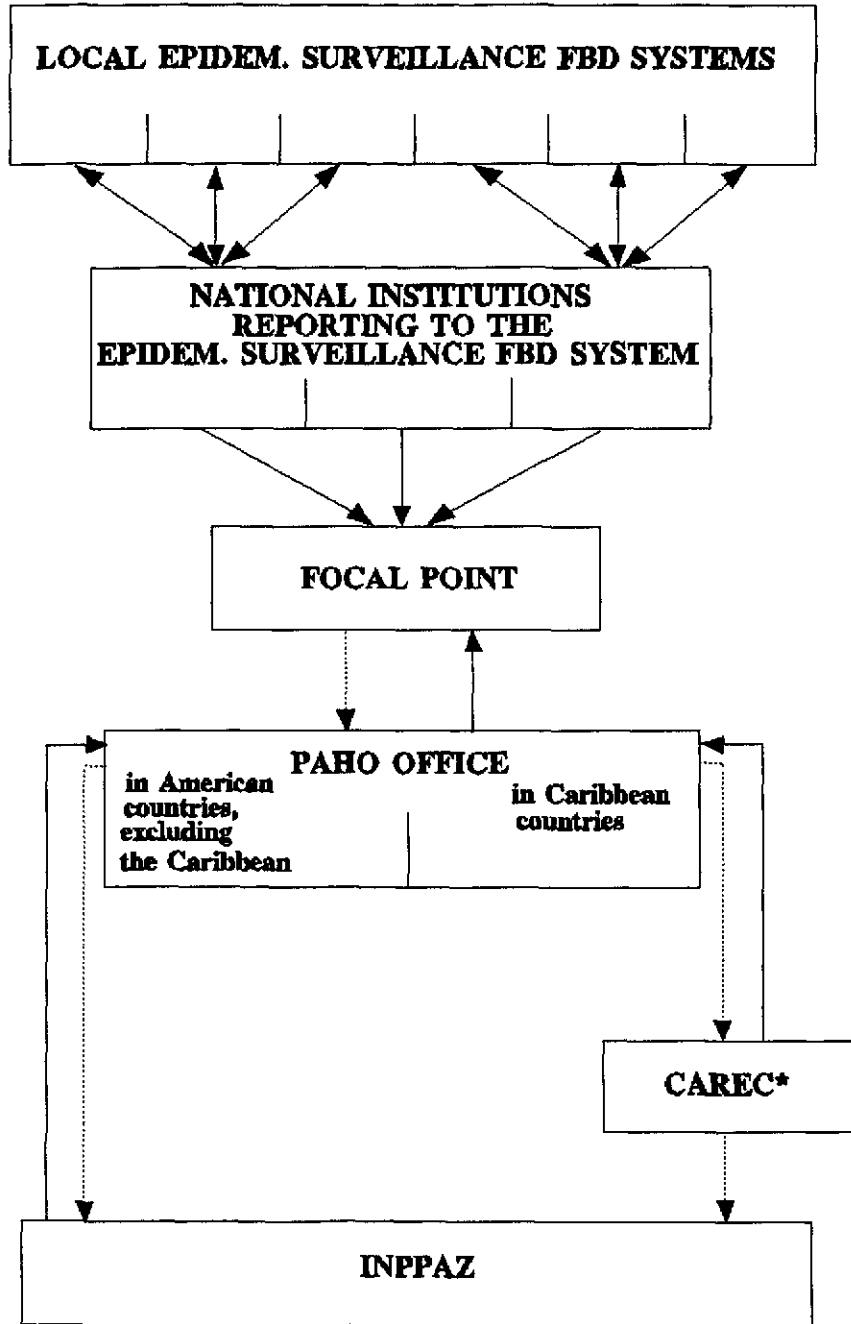 LOCAL EPIDEM. SURVEILLANCE FBD SYSTEMS
NATIONAL INSTITUTIONS
REPORTING TO THE
EPIDEM. SURVEILLANCE FBD SYSTEM
FOCAL POINT
PAHO OFFICE
in American
countries,
excluding
the Caribbean
in Caribbean
countries
CAREC*
INPPAZ